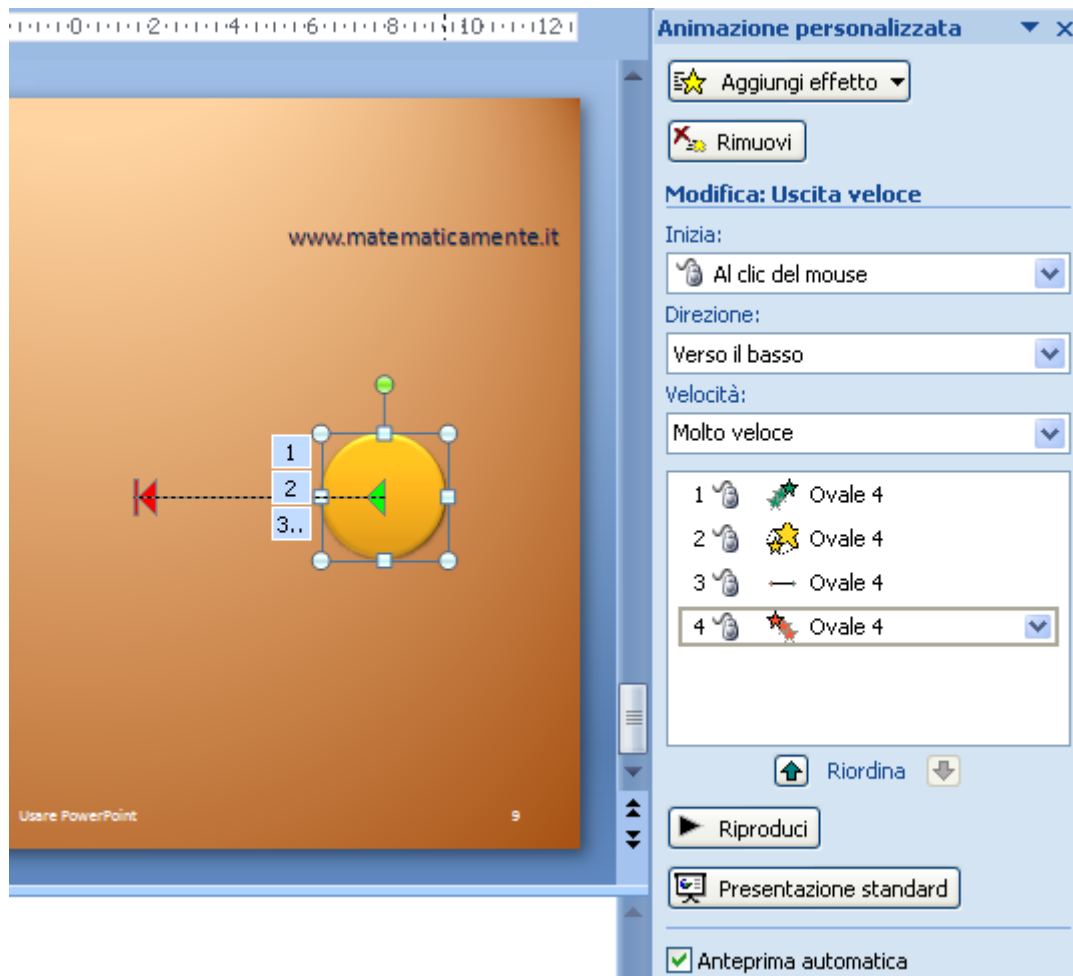 0 2 4 6 8 10 12
Animazione personalizzata
Aggiungi effetto
Rimuovi
Modifica: Uscita veloce
Inizia:
Al clic del mouse
Direzione:
Verso il basso
Velocità:
Molto veloce
1 Ovale 4
2 Ovale 4
3 Ovale 4
4 Ovale 4
Riordina
Riproduci
Presentazione standard
Anteprima automatica
www.matematicamente.it
1
2
3..
Usare PowerPoint
9